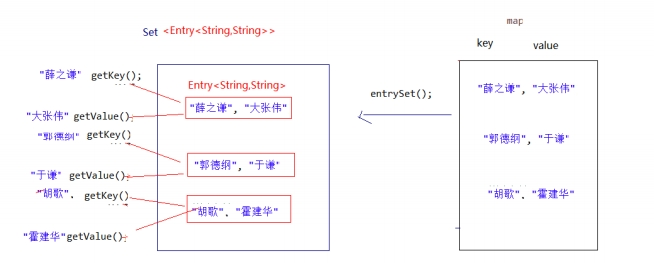 map
Set <Entry<String,String>>
key value
"薛之谦" getKey();
Entry<String,String>
entrySet();
"薛之谦", "大张伟"
"薛之谦", "大张伟"
"大张伟" getValue();
"郭德纲" getKey()
"郭德纲", "于谦"
"郭德纲", "于谦"
"于谦" getValue();
"胡歌". getKey()
"胡歌". "霍建华"
"胡歌". "霍建华"
"霍建华"getValue();